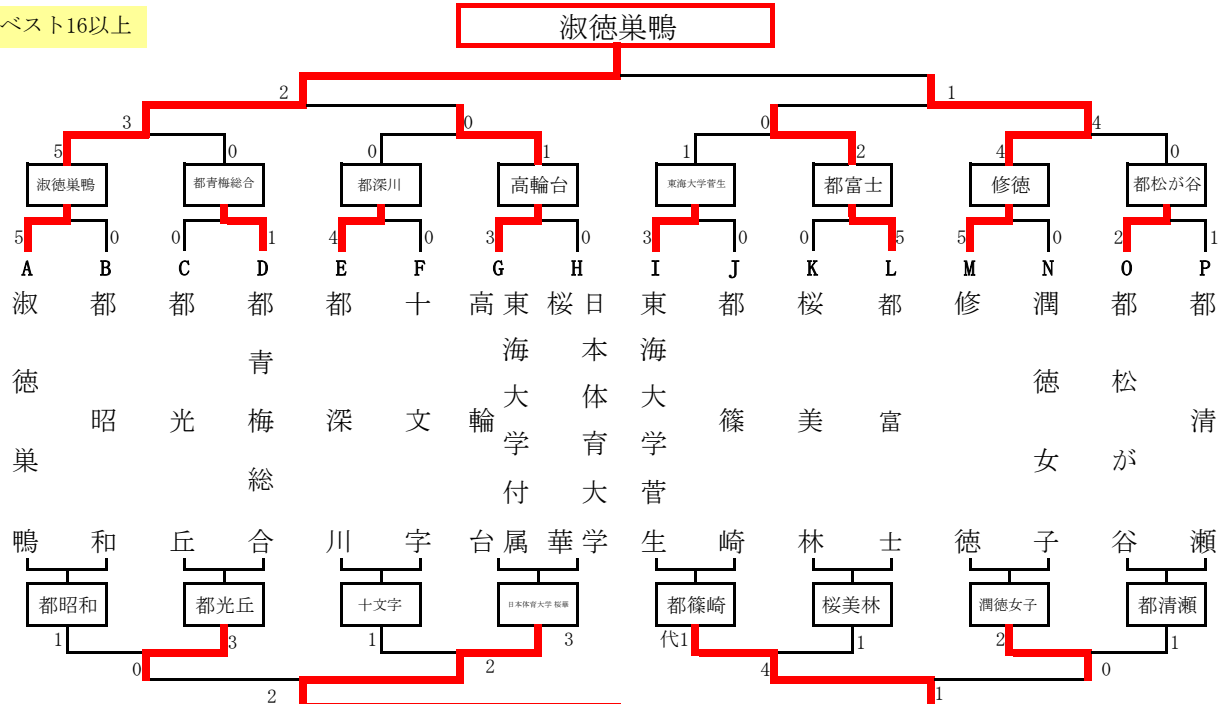 ベスト16以上
淑徳巣鴨
2 1
3 0 0 4
5 0 0 1 1 2 4 0
淑徳巣鴨 都青梅総合 都深川 高輪台 東海大学菅生 都富士 修徳 都松が谷
5 0 0 1 4 0 3 0 3 0 0 5 5 0 2 1
A B C D E F G H I J K L M N O P
淑徳巣鴨
都昭和
都光丘
都青梅総合
都深川
十文字
高輪台
東海大学付属
桜華
日本体育大学
東海大学菅生
都篠崎
桜美林
都富士
修徳
潤徳女子
都松が谷
都清瀬
都昭和 都光丘 十文字 日本体育大学 桜華 都篠崎 桜美林 潤徳女子 都清瀬
1 3 1 3 代1 1 2 1
0 2 4 0
2 1